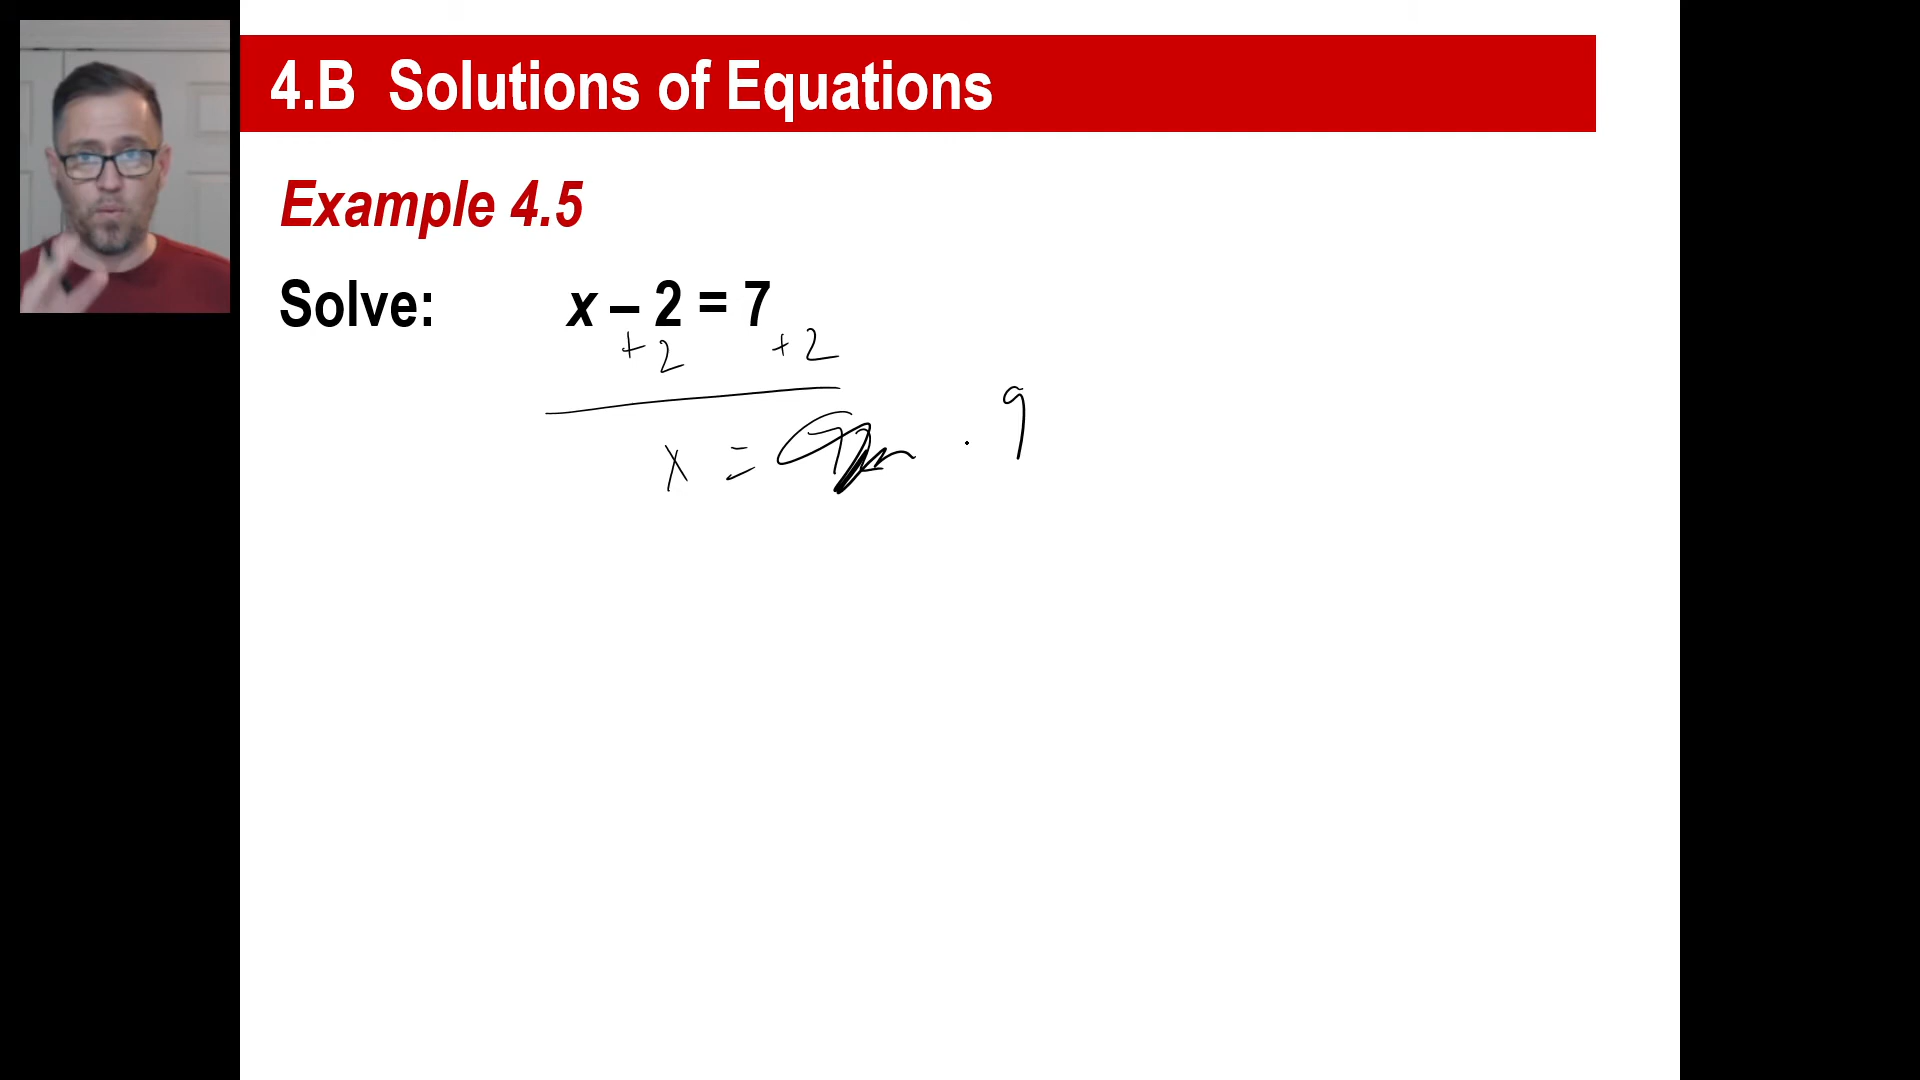 4.B Solutions of Equations
Example 4.5
Solve: x – 2 = 7
+2 +2
x = 9